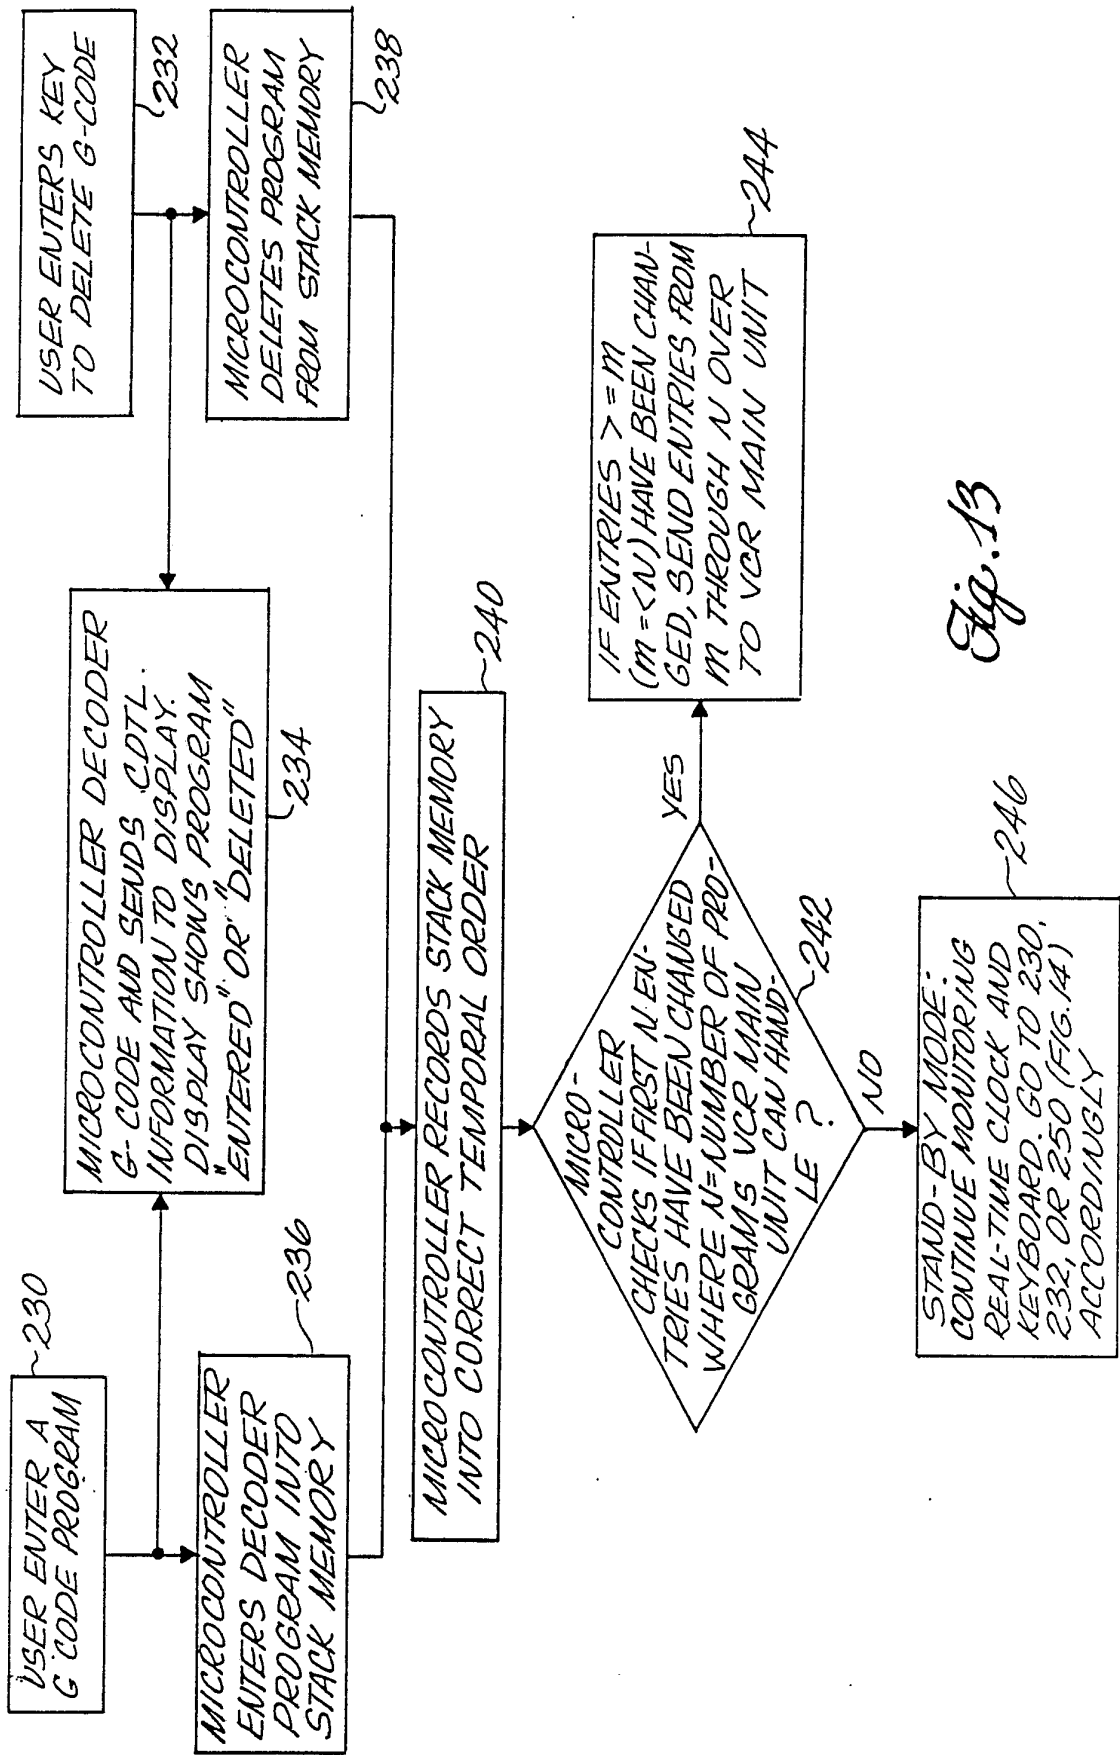 USER ENTER A
G CODE PROGRAM
230
USER ENTERS KEY
TO DELETE G-CODE
232
MICROCONTROLLER DECODER
G-CODE AND SENDS CDTL.
INFORMATION TO DISPLAY.
DISPLAY SHOWS PROGRAM
"ENTERED" OR "DELETED"
234
MICROCONTROLLER
ENTERS DECODER
PROGRAM INTO
STACK MEMORY
236
MICROCONTROLLER
DELETES PROGRAM
FROM STACK MEMORY
238
MICROCONTROLLER RECORDS STACK MEMORY
INTO CORRECT TEMPORAL ORDER
240
MICRO-
CONTROLLER
CHECKS IF FIRST N EN-
TRIES HAVE BEEN CHANGED
WHERE N=NUMBER OF PRO-
GRAMS VCR MAIN
UNIT CAN HAND-
LE ?
242
YES
IF ENTRIES >=m
(m=<N) HAVE BEEN CHAN-
GED, SEND ENTRIES FROM
m THROUGH N OVER
TO VCR MAIN UNIT
244
NO
STAND-BY MODE:
CONTINUE MONITORING
REAL-TIME CLOCK AND
KEYBOARD. GO TO 230,
232, OR 250 (FIG.14)
ACCORDINGLY
246
Fig. 13